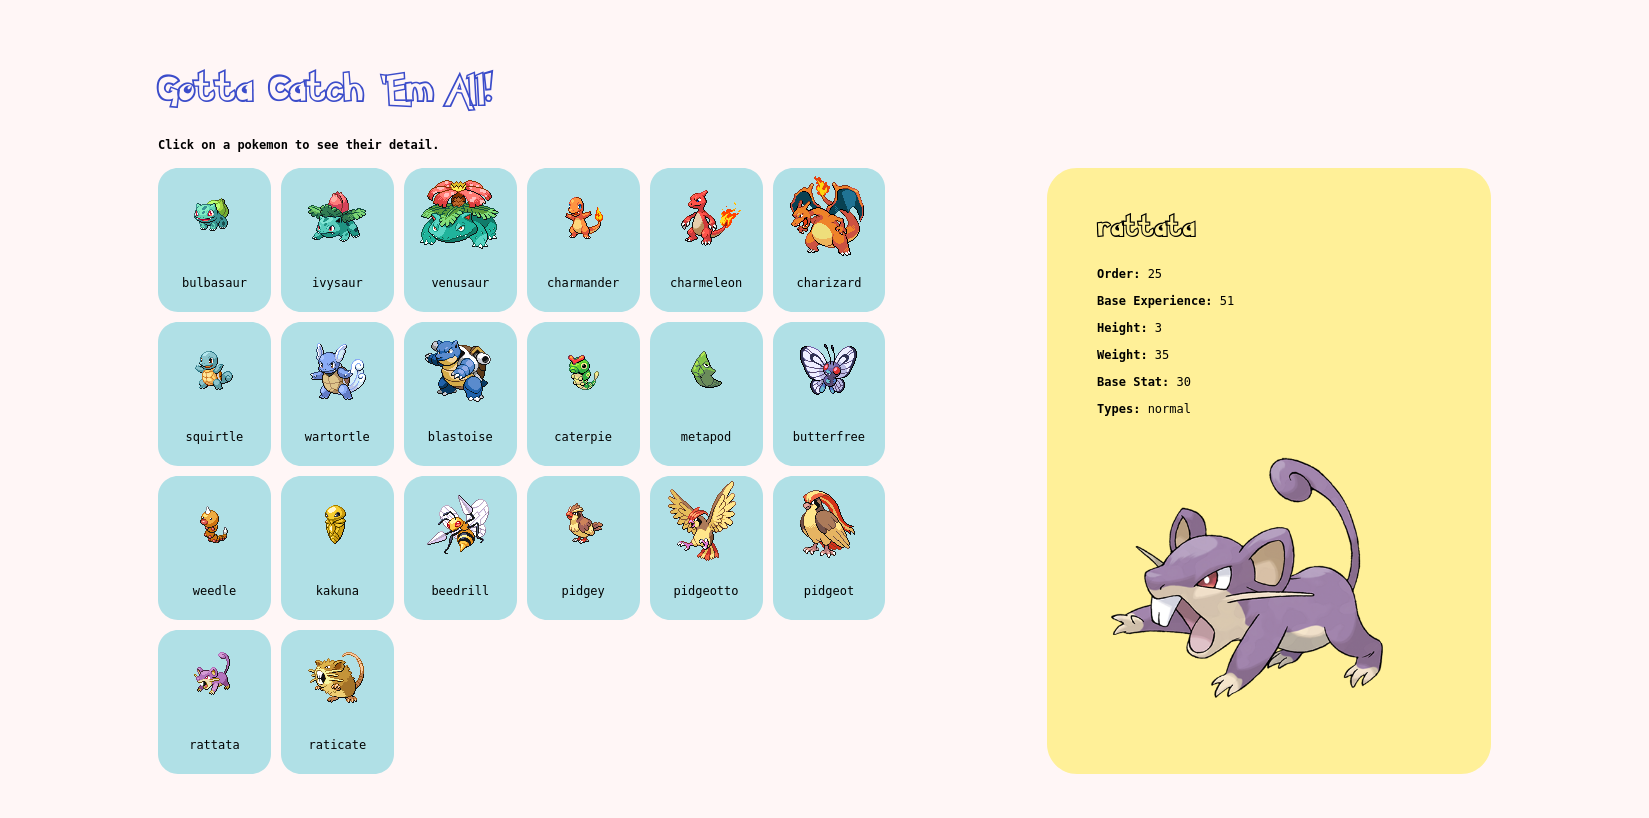 Gotta Catch 'Em All!
Click on a pokemon to see their detail.
bulbasaur
ivysaur
venusaur
charmander
charmeleon
charizard
squirtle
wartortle
blastoise
caterpie
metapod
butterfree
weedle
kakuna
beedrill
pidgey
pidgeotto
pidgeot
rattata
raticate
rattata
Order: 25
Base Experience: 51
Height: 3
Weight: 35
Base Stat: 30
Types: normal